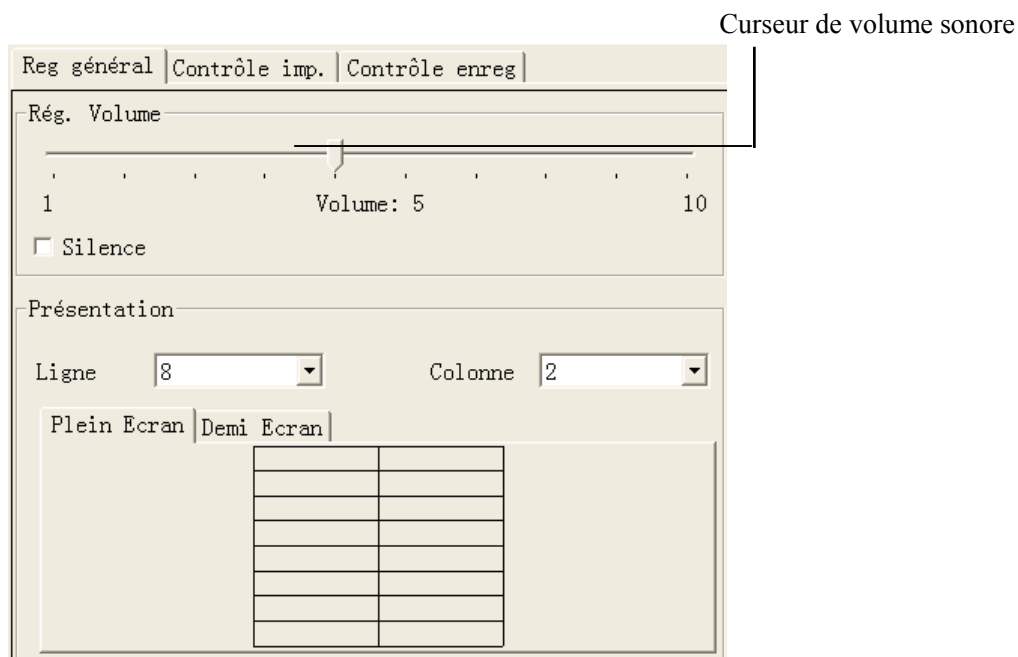 Curseur de volume sonore
Reg général Contrôle imp. Contrôle enreg
Rég. Volume
1 Volume: 5 10
Silence
Présentation
Ligne 8 Colonne 2
Plein Ecran Demi Ecran